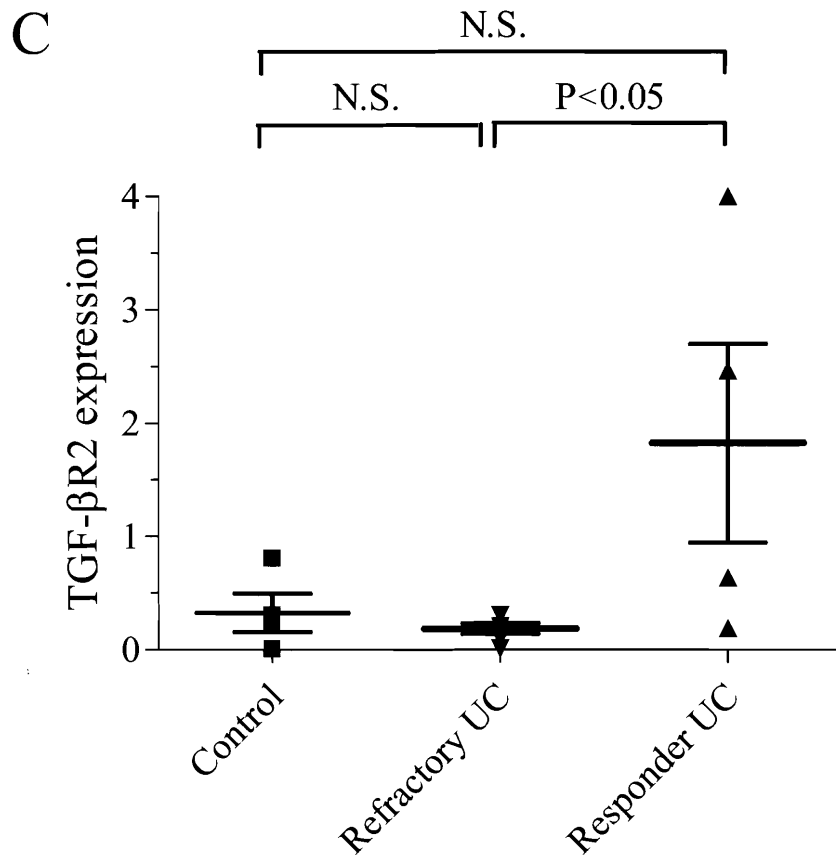 C
N.S.
N.S.
P<0.05
4
3
2
1
0
TGF-βR2 expression
Control
Refractory UC
Responder UC